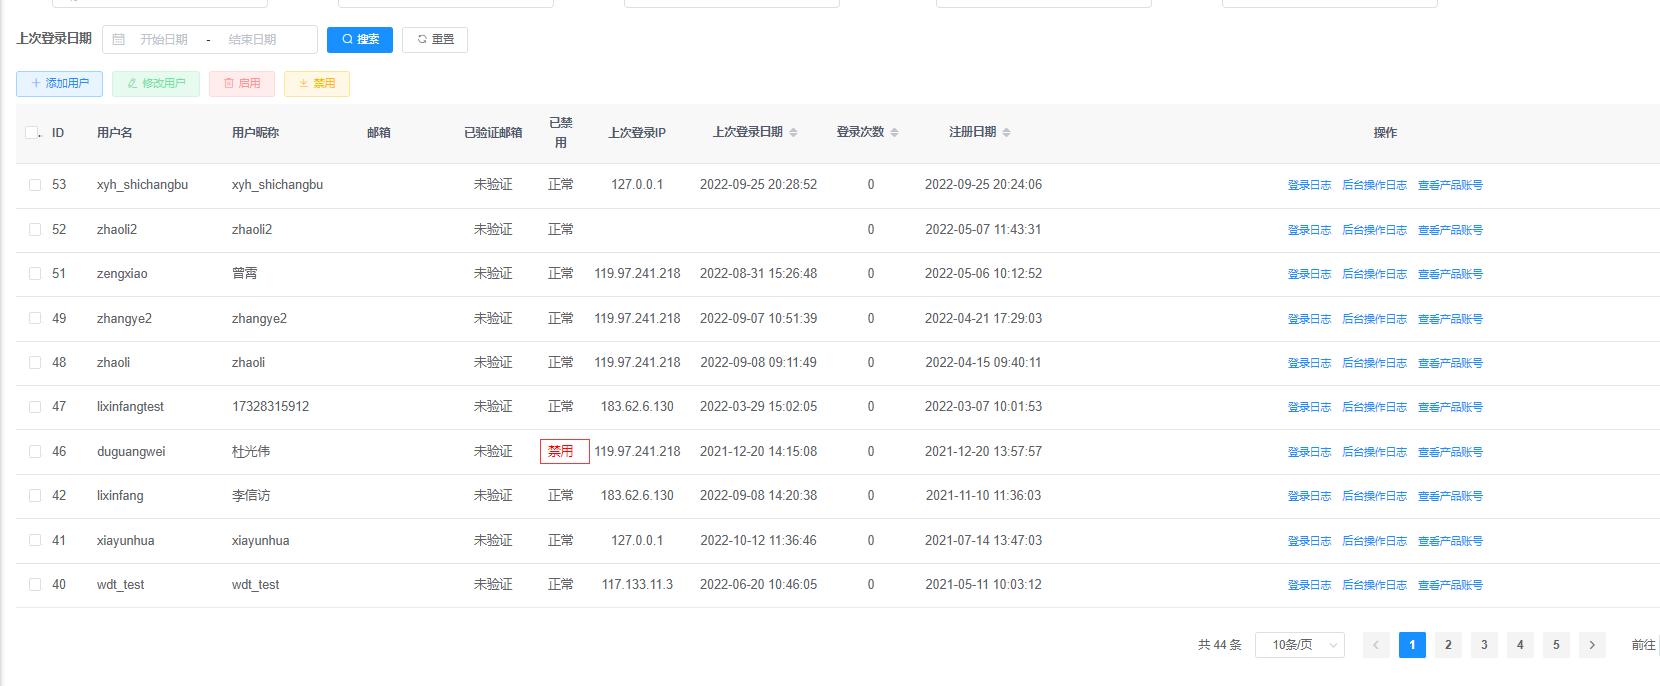 上次登录日期 开始日期 - 结束日期 搜索 重置
添加用户 修改用户 启用 禁用
ID 用户名 用户昵称 邮箱 已验证邮箱 已禁用 上次登录IP 上次登录日期 登录次数 注册日期 操作
53 xyh_shichangbu xyh_shichangbu 未验证 正常 127.0.0.1 2022-09-25 20:28:52 0 2022-09-25 20:24:06 登录日志 后台操作日志 查看产品账号
52 zhaoli2 zhaoli2 未验证 正常 0 2022-05-07 11:43:31 登录日志 后台操作日志 查看产品账号
51 zengxiao 曾霄 未验证 正常 119.97.241.218 2022-08-31 15:26:48 0 2022-05-06 10:12:52 登录日志 后台操作日志 查看产品账号
49 zhangye2 zhangye2 未验证 正常 119.97.241.218 2022-09-07 10:51:39 0 2022-04-21 17:29:03 登录日志 后台操作日志 查看产品账号
48 zhaoli zhaoli 未验证 正常 119.97.241.218 2022-09-08 09:11:49 0 2022-04-15 09:40:11 登录日志 后台操作日志 查看产品账号
47 lixinfangtest 17328315912 未验证 正常 183.62.6.130 2022-03-29 15:02:05 0 2022-03-07 10:01:53 登录日志 后台操作日志 查看产品账号
46 duguangwei 杜光伟 未验证 禁用 119.97.241.218 2021-12-20 14:15:08 0 2021-12-20 13:57:57 登录日志 后台操作日志 查看产品账号
42 lixinfang 李信访 未验证 正常 183.62.6.130 2022-09-08 14:20:38 0 2021-11-10 11:36:03 登录日志 后台操作日志 查看产品账号
41 xiayunhua xiayunhua 未验证 正常 127.0.0.1 2022-10-12 11:36:46 0 2021-07-14 13:47:03 登录日志 后台操作日志 查看产品账号
40 wdt_test wdt_test 未验证 正常 117.133.11.3 2022-06-20 10:46:05 0 2021-05-11 10:03:12 登录日志 后台操作日志 查看产品账号
共 44 条 10条/页 1 2 3 4 5 前往